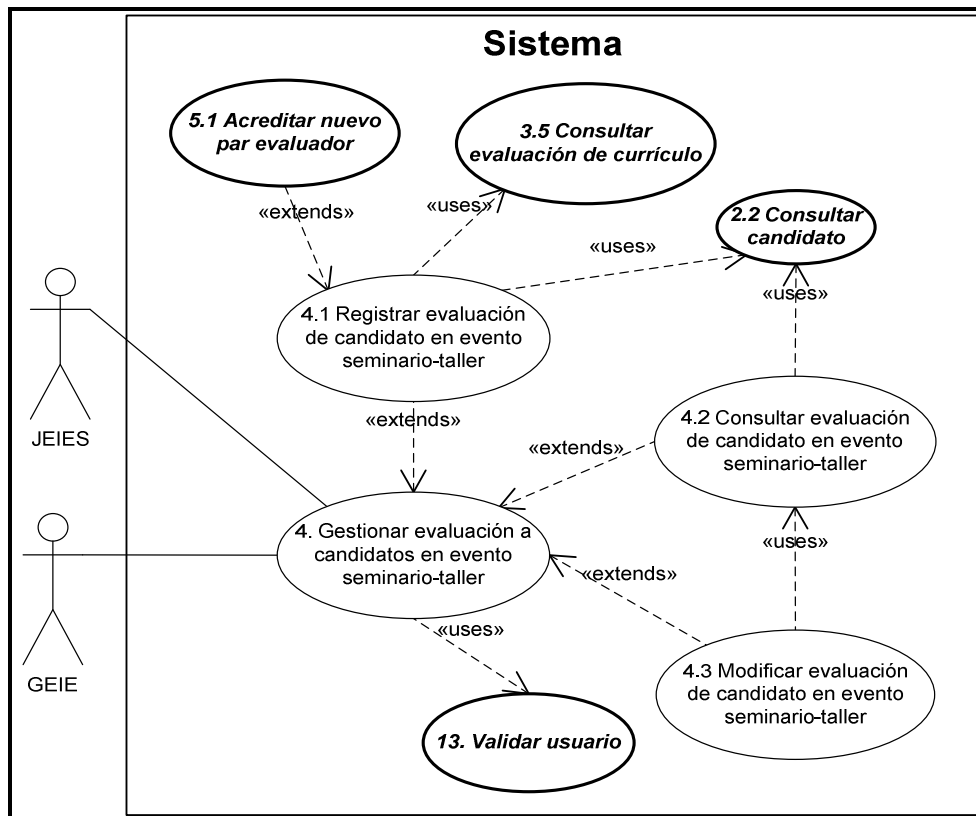 Sistema
5.1 Acreditar nuevo
par evaluador
3.5 Consultar
evaluación de currículo
«extends»
«uses»
2.2 Consultar
candidato
«uses»
«uses»
4.1 Registrar evaluación
de candidato en evento
seminario-taller
JEIES
«extends»
4.2 Consultar evaluación
de candidato en evento
seminario-taller
«extends»
4. Gestionar evaluación a
candidatos en evento
seminario-taller
«uses»
«extends»
GEIE
«uses»
4.3 Modificar evaluación
de candidato en evento
seminario-taller
13. Validar usuario